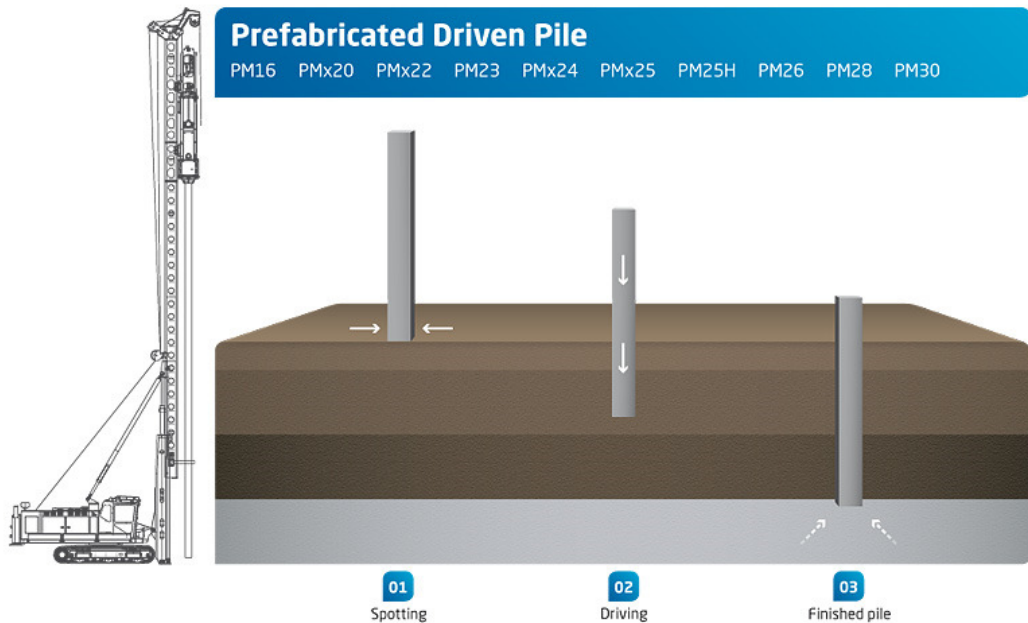 Prefabricated Driven Pile
PM16 PMx20 PMx22 PM23 PMx24 PMx25 PM25H PM26 PM28 PM30
01
Spotting
02
Driving
03
Finished pile